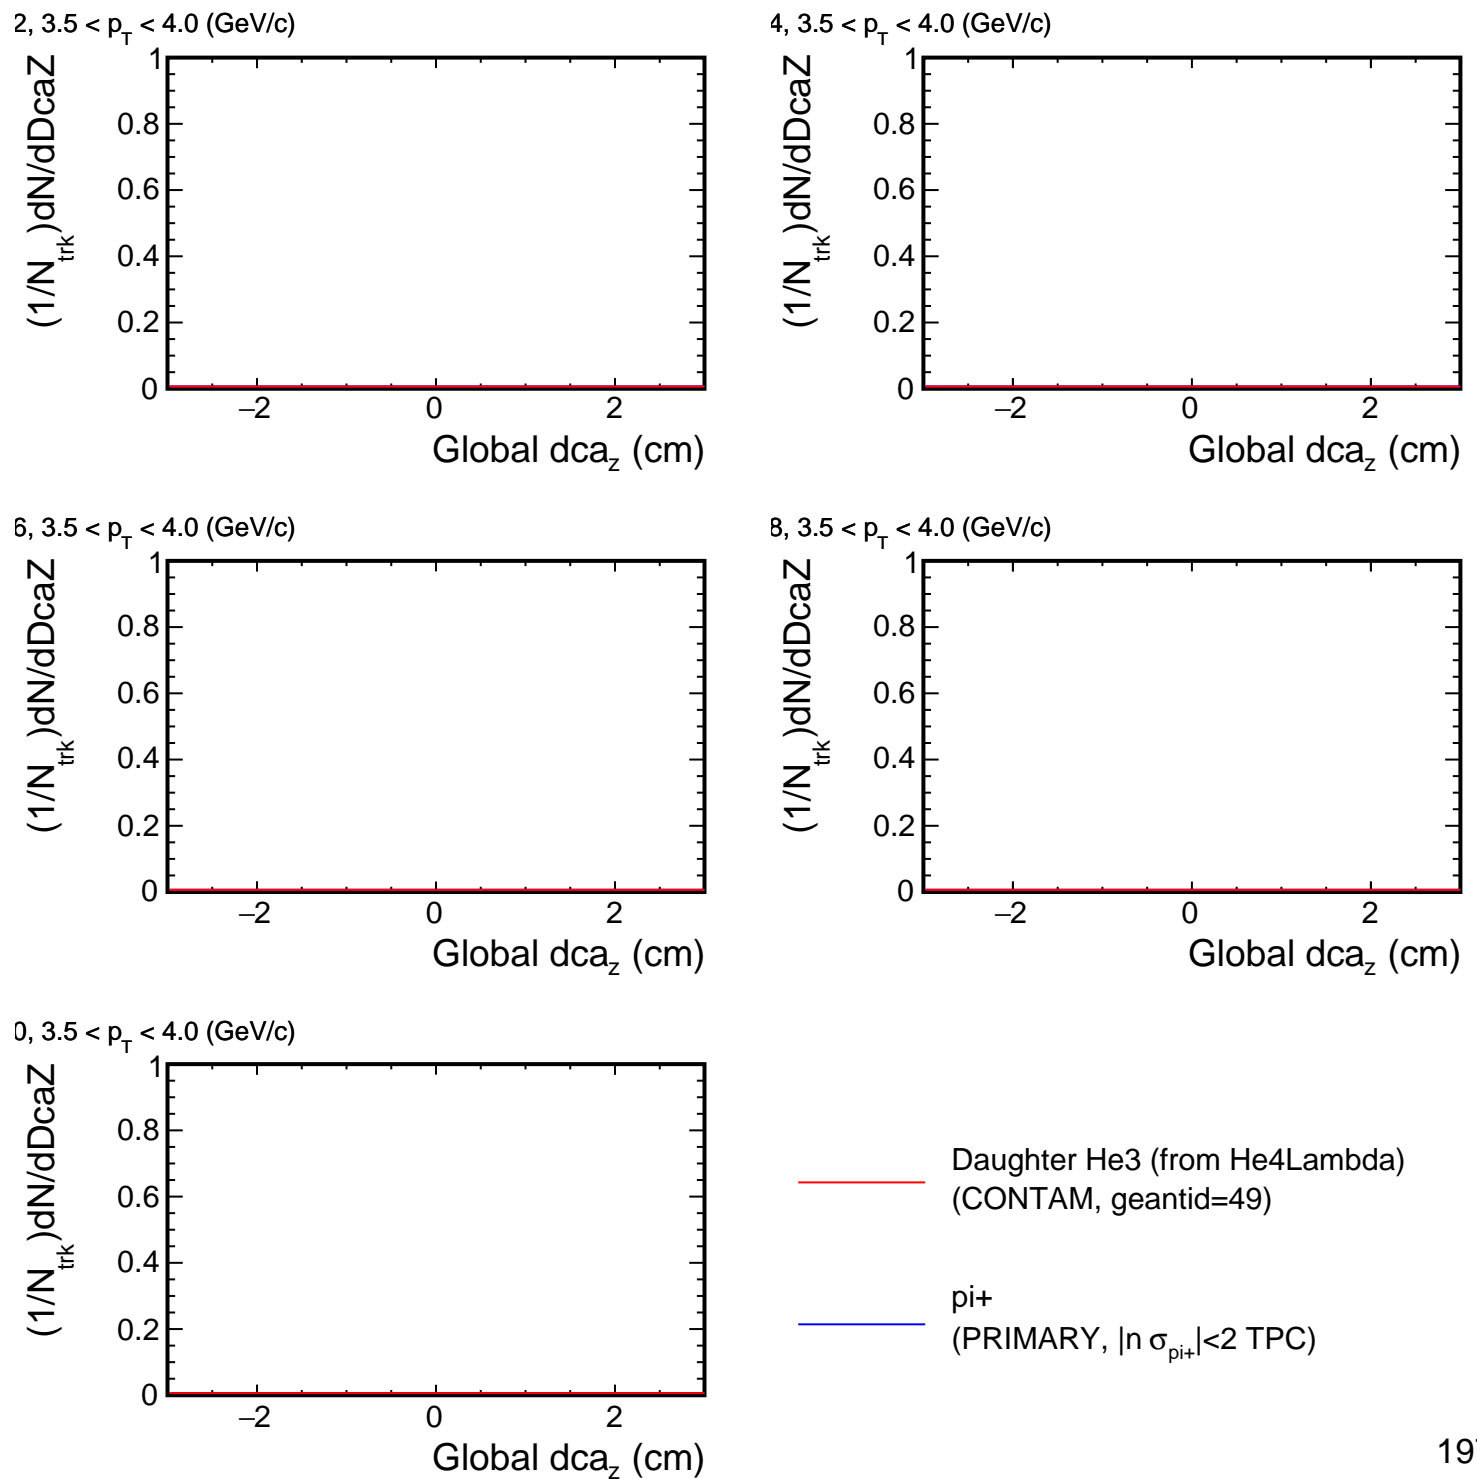 2, 3.5 < p_T < 4.0 (GeV/c)
(1/N_trk)dN/dDcaZ
1
0.8
0.6
0.4
0.2
0
−2 0 2
Global dca_z (cm)
4, 3.5 < p_T < 4.0 (GeV/c)
(1/N_trk)dN/dDcaZ
1
0.8
0.6
0.4
0.2
0
−2 0 2
Global dca_z (cm)
6, 3.5 < p_T < 4.0 (GeV/c)
(1/N_trk)dN/dDcaZ
1
0.8
0.6
0.4
0.2
0
−2 0 2
Global dca_z (cm)
8, 3.5 < p_T < 4.0 (GeV/c)
(1/N_trk)dN/dDcaZ
1
0.8
0.6
0.4
0.2
0
−2 0 2
Global dca_z (cm)
0, 3.5 < p_T < 4.0 (GeV/c)
(1/N_trk)dN/dDcaZ
1
0.8
0.6
0.4
0.2
0
−2 0 2
Global dca_z (cm)
Daughter He3 (from He4Lambda)
(CONTAM, geantid=49)
pi+
(PRIMARY, |n σ_pi+|<2 TPC)